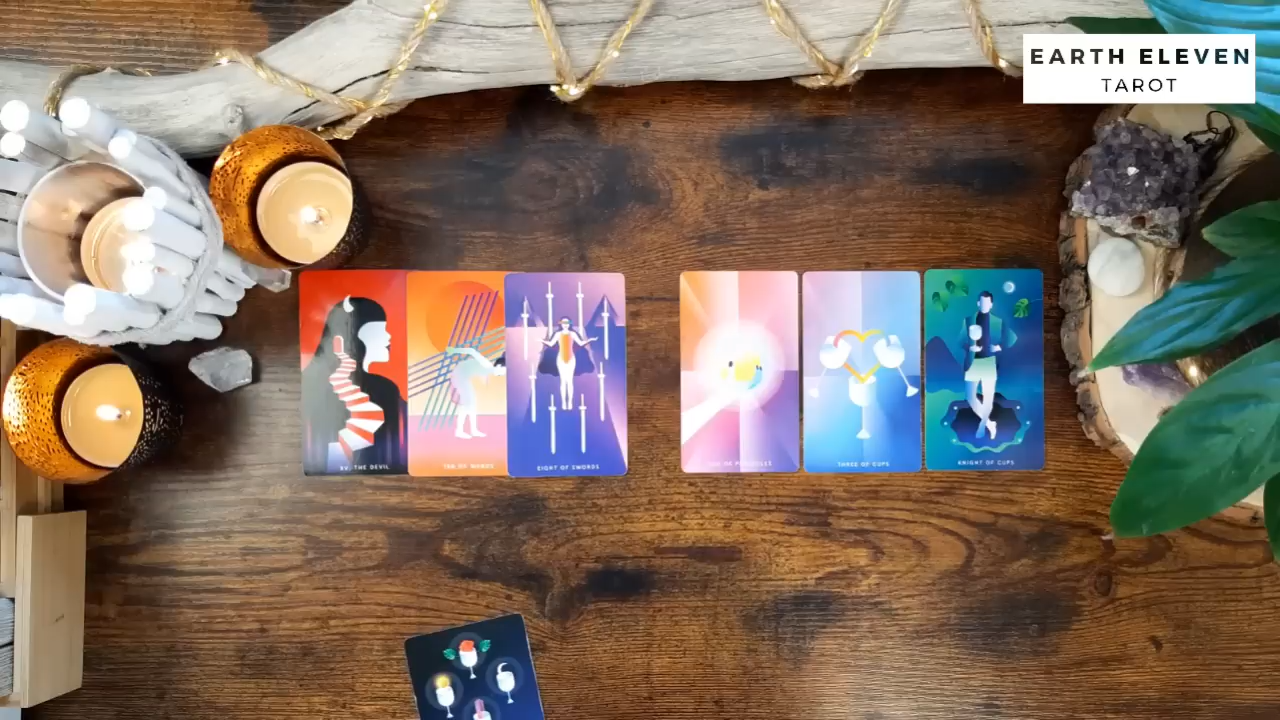 EARTH ELEVEN
TAROT
XV. THE DEVIL
TEN OF WANDS
EIGHT OF SWORDS
THREE OF CUPS
KNIGHT OF CUPS